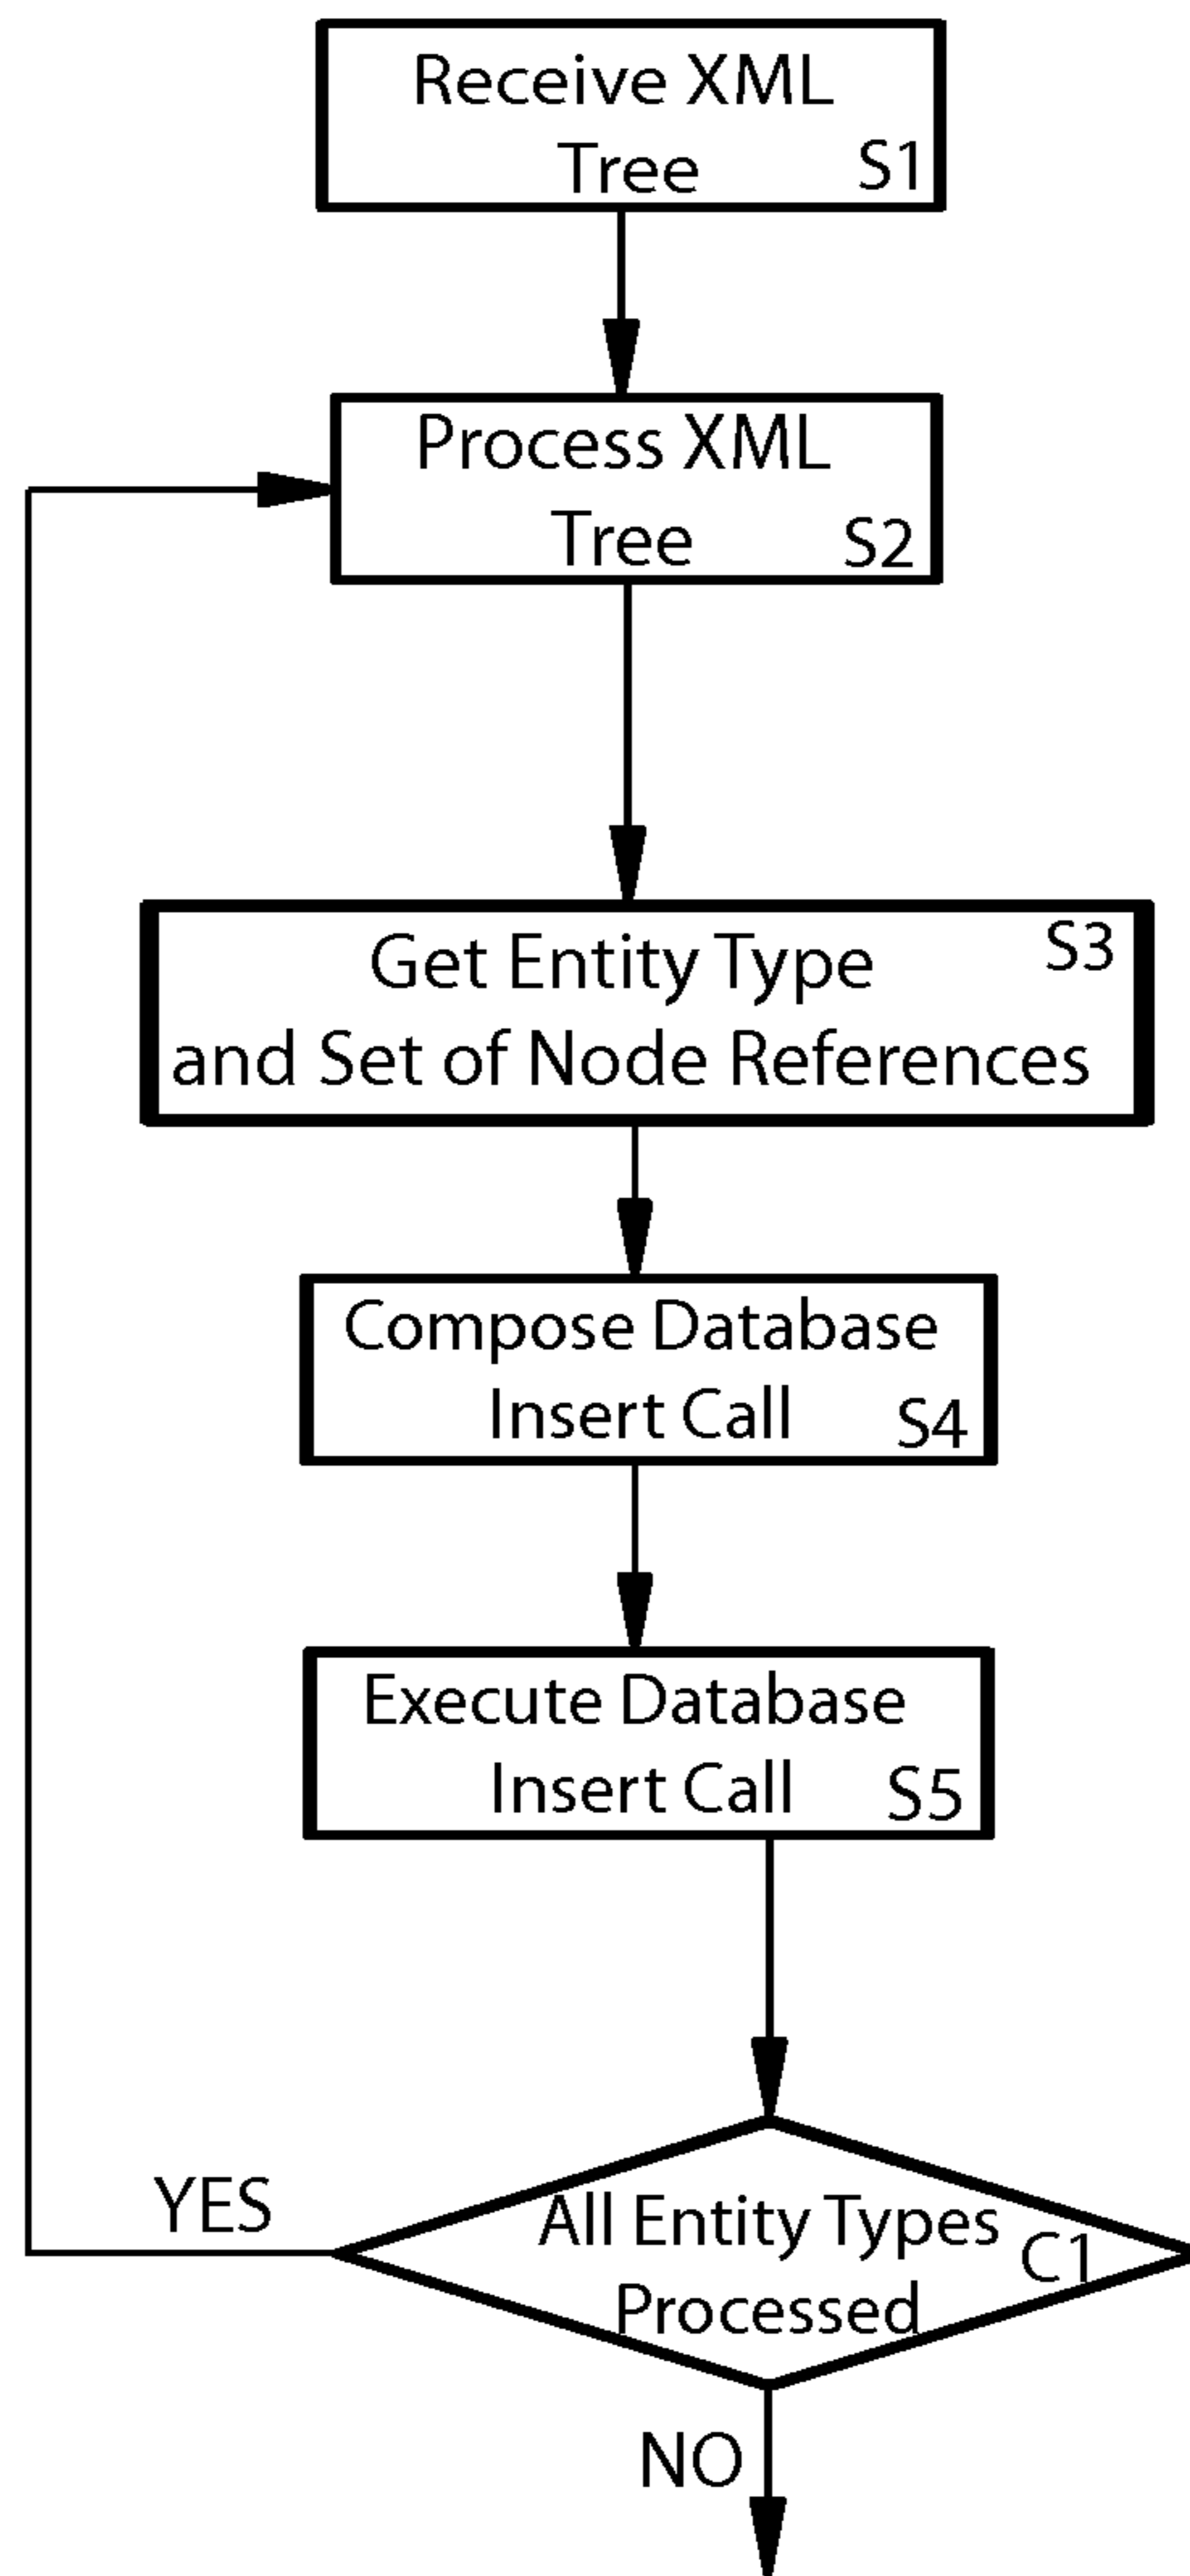 Receive XML
Tree S1
Process XML
Tree S2
S3
Get Entity Type
and Set of Node References
Compose Database
Insert Call S4
Execute Database
Insert Call S5
YES
All Entity Types
C1
Processed
NO